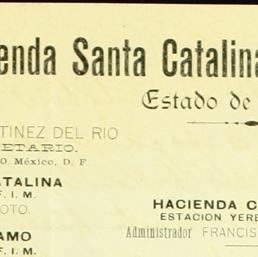 enda Santa Catalina
Estado de
TINEZ DEL RIO
ETARIO.
O. México, D. F
ATALINA
F. I. M.
OTO.
HACIENDA C
ESTACION YERE
Administrador FRANCIS
AMO
F. I. M.